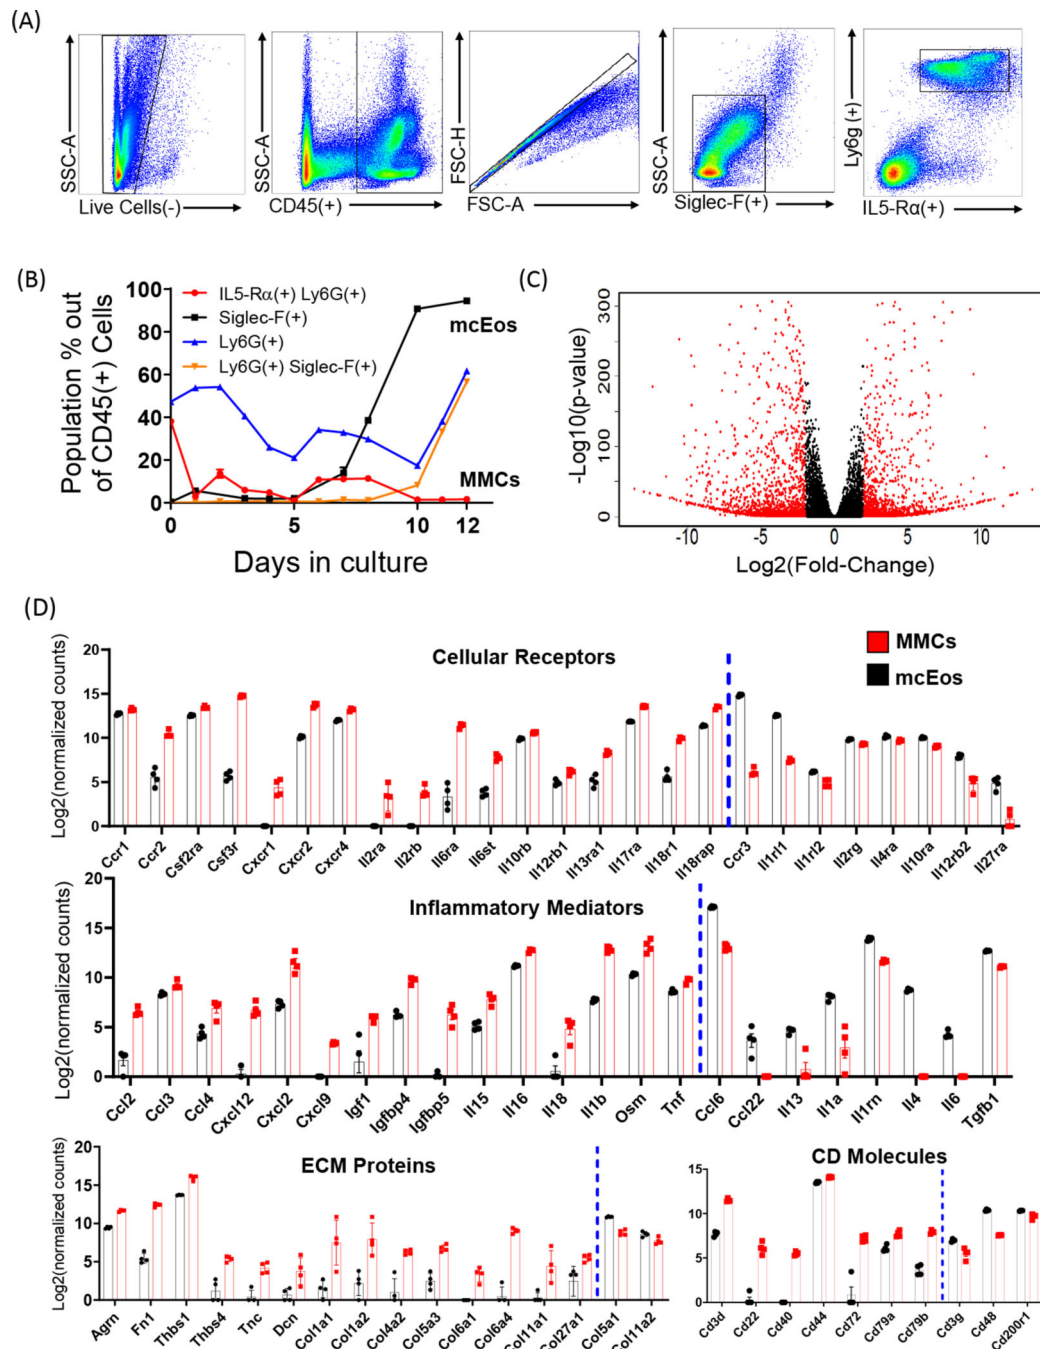 (A)
SSC-A
Live Cells(-)
SSC-A
CD45(+)
FSC-H
FSC-A
SSC-A
Siglec-F(+)
Ly6g (+)
IL5-Rα(+)
(B)
Population % out
of CD45(+) Cells
100
80
60
40
20
0
IL5-Rα(+) Ly6G(+)
Siglec-F(+)
Ly6G(+)
Ly6G(+) Siglec-F(+)
mcEos
MMCs
0 5 10 12
Days in culture
(C)
-Log10(p-value)
300
200
100
0
-10 -5 0 5 10
Log2(Fold-Change)
(D)
MMCs
mcEos
Cellular Receptors
Log2(normalized counts)
20
15
10
5
0
Ccr1 Ccr2 Csf2ra Csf3r Cxcr1 Cxcr2 Cxcr4 Il2ra Il2rb Il6ra Il6st Il10rb Il12rb1 Il13ra1 Il17ra Il18r1 Il18rap Ccr3 Il1rl1 Il1rl2 Il2rg Il4ra Il10ra Il12rb2 Il27ra
Inflammatory Mediators
Log2(normalized counts)
20
15
10
5
0
Ccl2 Ccl3 Ccl4 Cxcl12 Cxcl2 Cxcl9 Igf1 Igfbp4 Igfbp5 Il15 Il16 Il18 Il1b Osm Tnf Ccl6 Ccl22 Il13 Il1a Il1rn Il4 Il6 Tgfb1
ECM Proteins
Log2(normalized counts)
20
15
10
5
0
Agrn Fn1 Thbs1 Thbs4 Tnc Dcn Col1a1 Col1a2 Col4a2 Col5a3 Col6a1 Col6a4 Col11a1 Col27a1 Col5a1 Col11a2
CD Molecules
15
10
5
0
Cd3d Cd22 Cd40 Cd44 Cd72 Cd79a Cd79b Cd3g Cd48 Cd200r1